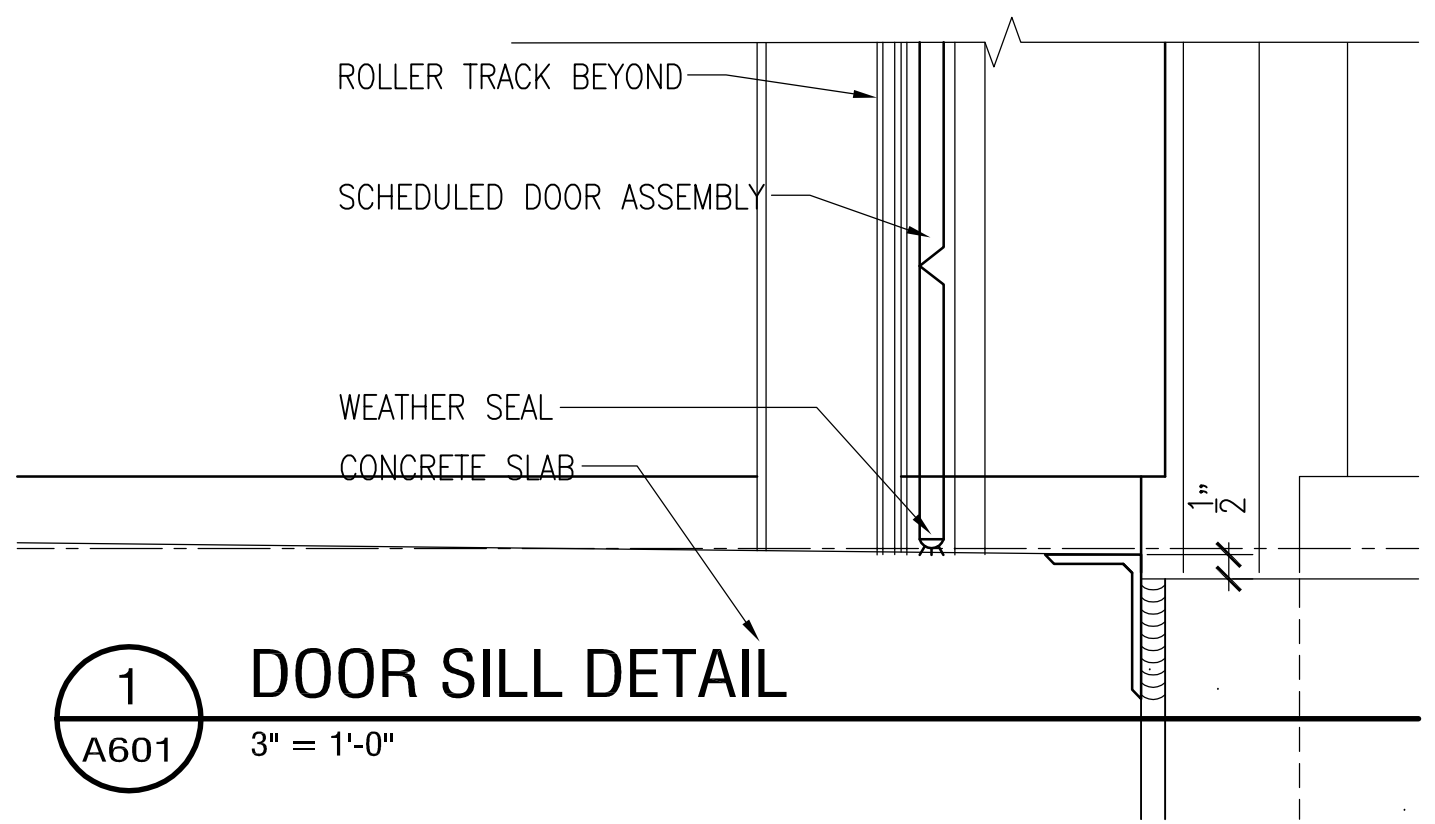 ROLLER TRACK BEYOND
SCHEDULED DOOR ASSEMBLY
WEATHER SEAL
CONCRETE SLAB
1/2"
1
A601
DOOR SILL DETAIL
3" = 1'-0"